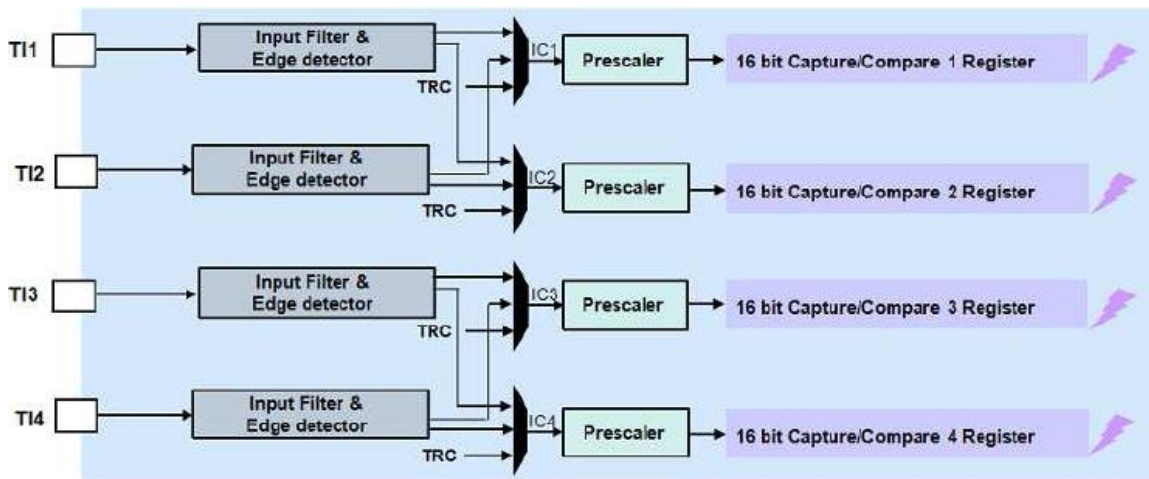 TI1
Input Filter &
Edge detector
TRC
IC1
Prescaler
16 bit Capture/Compare 1 Register
TI2
Input Filter &
Edge detector
TRC
IC2
Prescaler
16 bit Capture/Compare 2 Register
TI3
Input Filter &
Edge detector
TRC
IC3
Prescaler
16 bit Capture/Compare 3 Register
TI4
Input Filter &
Edge detector
TRC
IC4
Prescaler
16 bit Capture/Compare 4 Register